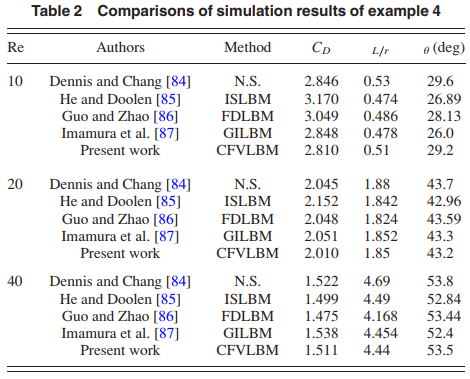 Table 2 Comparisons of simulation results of example 4
Re Authors Method C_D L/r θ (deg)
10 Dennis and Chang [84] N.S. 2.846 0.53 29.6
He and Doolen [85] ISLBM 3.170 0.474 26.89
Guo and Zhao [86] FDLBM 3.049 0.486 28.13
Imamura et al. [87] GILBM 2.848 0.478 26.0
Present work CFVLBM 2.810 0.51 29.2
20 Dennis and Chang [84] N.S. 2.045 1.88 43.7
He and Doolen [85] ISLBM 2.152 1.842 42.96
Guo and Zhao [86] FDLBM 2.048 1.824 43.59
Imamura et al. [87] GILBM 2.051 1.852 43.3
Present work CFVLBM 2.010 1.85 43.2
40 Dennis and Chang [84] N.S. 1.522 4.69 53.8
He and Doolen [85] ISLBM 1.499 4.49 52.84
Guo and Zhao [86] FDLBM 1.475 4.168 53.44
Imamura et al. [87] GILBM 1.538 4.454 52.4
Present work CFVLBM 1.511 4.44 53.5